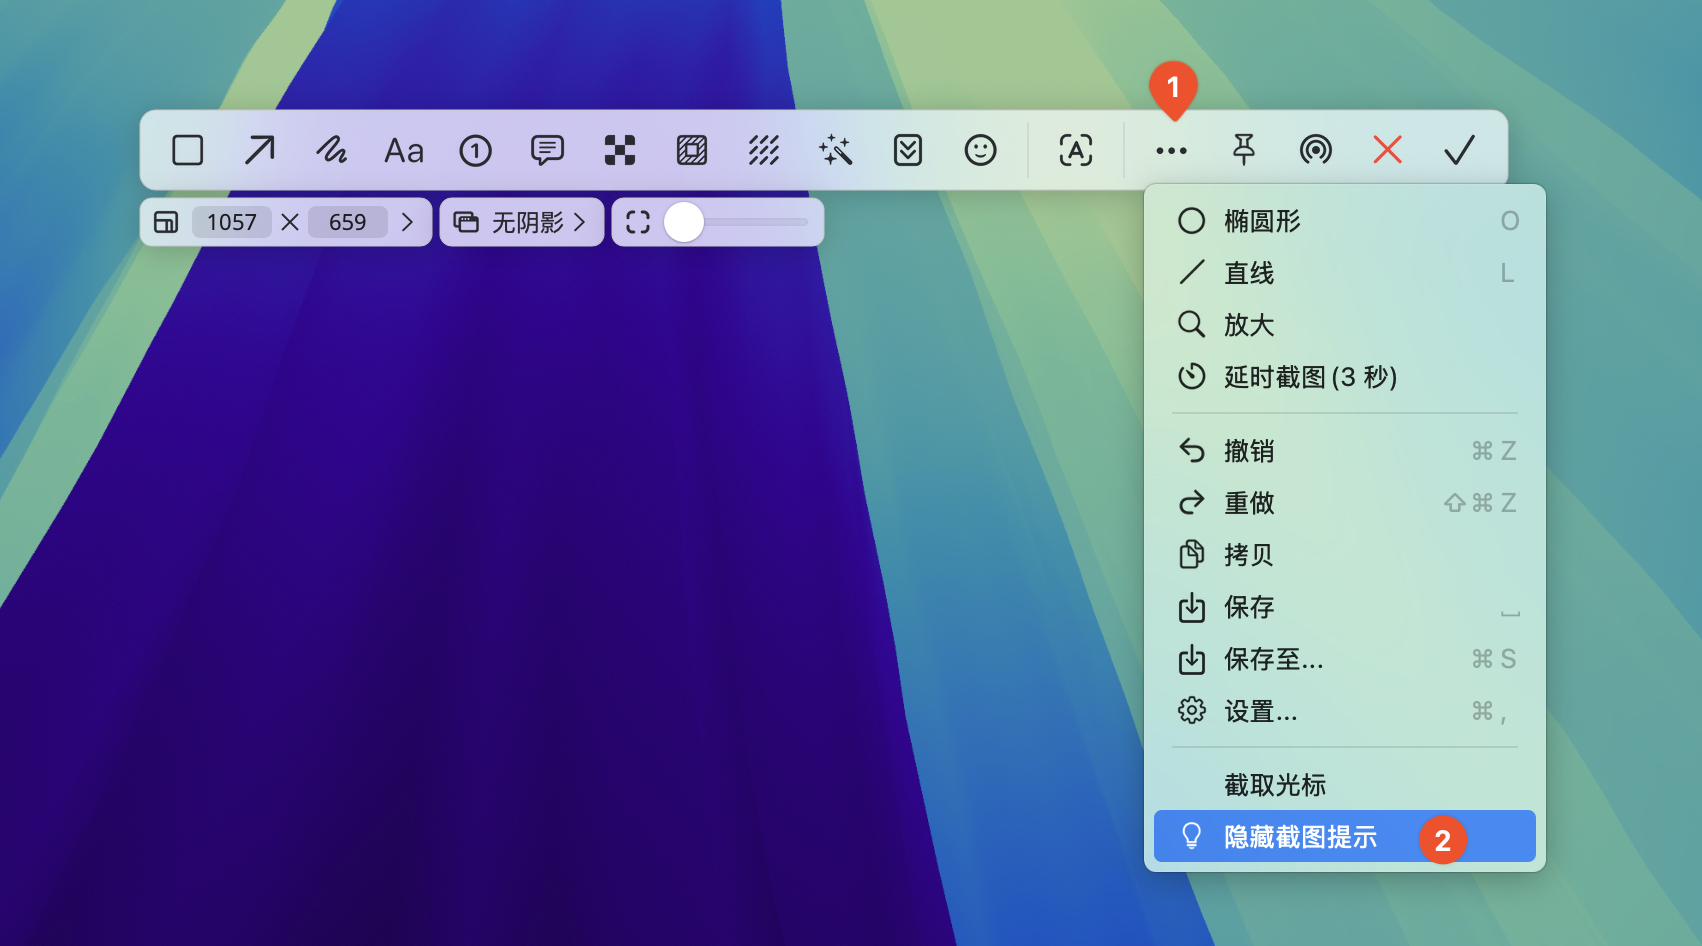 1
Aa 1 A
1057 × 659 无阴影
椭圆形 O
直线 L
放大
延时截图(3 秒)
撤销 ⌘ Z
重做 ⇧⌘ Z
拷贝
保存 ⎵
保存至... ⌘ S
设置... ⌘ ,
截取光标
隐藏截图提示 2